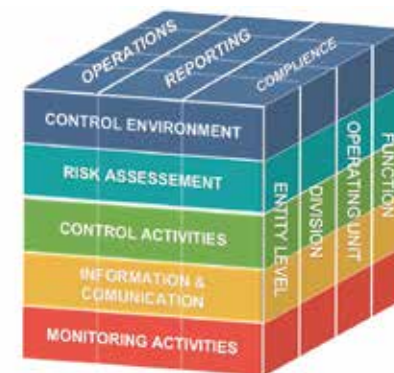 OPERATIONS
REPORTING
COMPLIENCE
CONTROL ENVIRONMENT
RISK ASSESSEMENT
CONTROL ACTIVITIES
INFORMATION &
COMUNICATION
MONITORING ACTIVITIES
ENTITY LEVEL
DIVISION
OPERATING UNIT
FUNCTION